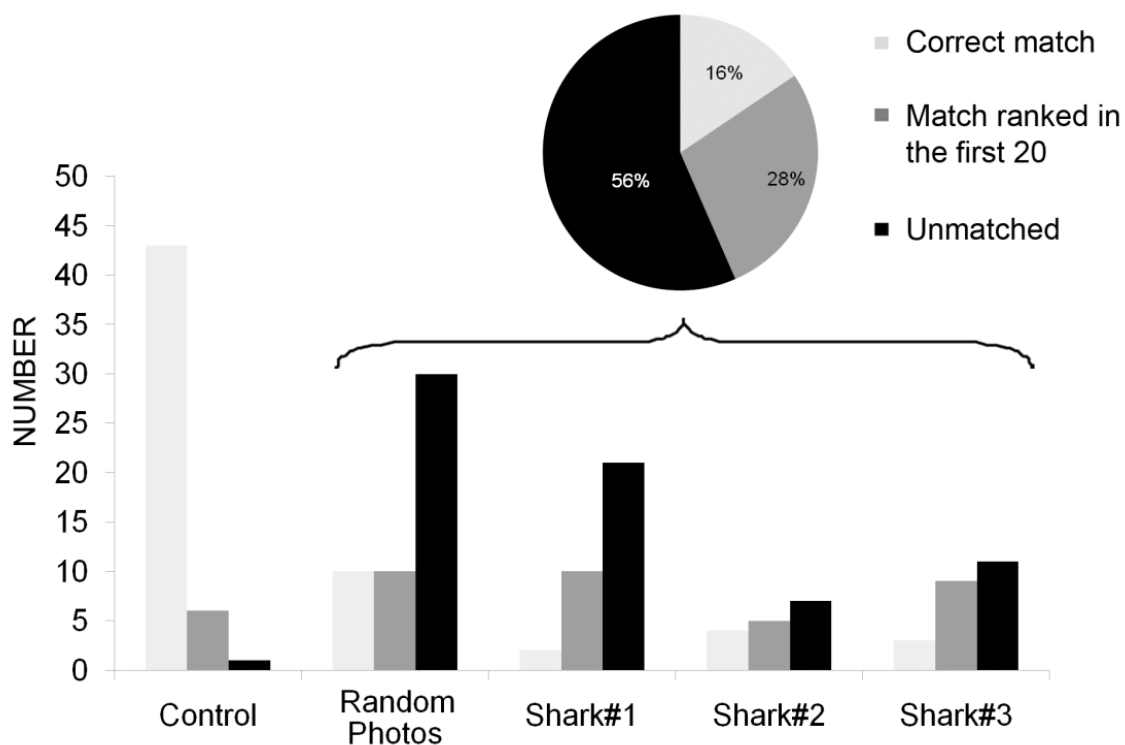 Correct match
Match ranked in
the first 20
Unmatched
16%
28%
56%
NUMBER
50
45
40
35
30
25
20
15
10
5
0
Control
Random
Photos
Shark#1
Shark#2
Shark#3